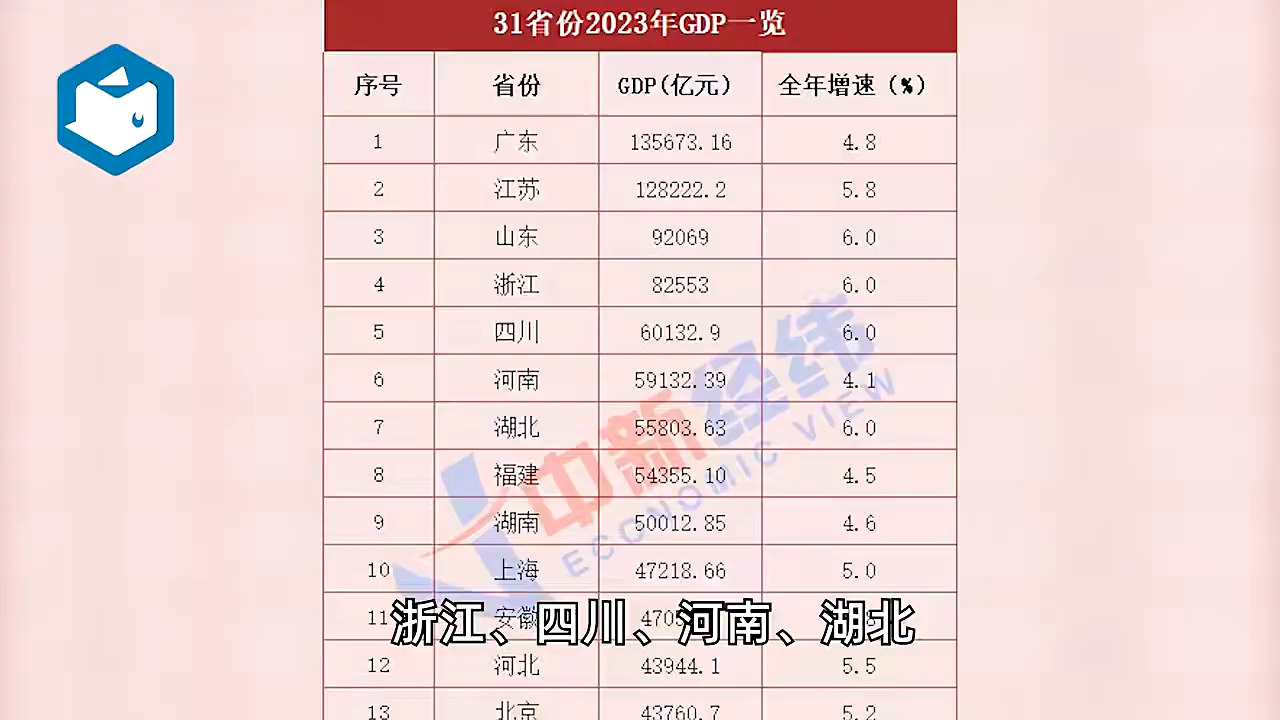 31省份2023年GDP一览
序号 省份 GDP(亿元) 全年增速(%)
1 广东 135673.16 4.8
2 江苏 128222.2 5.8
3 山东 92069 6.0
4 浙江 82553 6.0
5 四川 60132.9 6.0
6 河南 59132.39 4.1
7 湖北 55803.63 6.0
8 福建 54355.10 4.5
9 湖南 50012.85 4.6
10 上海 47218.66 5.0
11 安徽
12 河北 43944.1 5.5
13 北京 43760.7 5.2
中新经纬
ECONOMIC VIEW
浙江、四川、河南、湖北